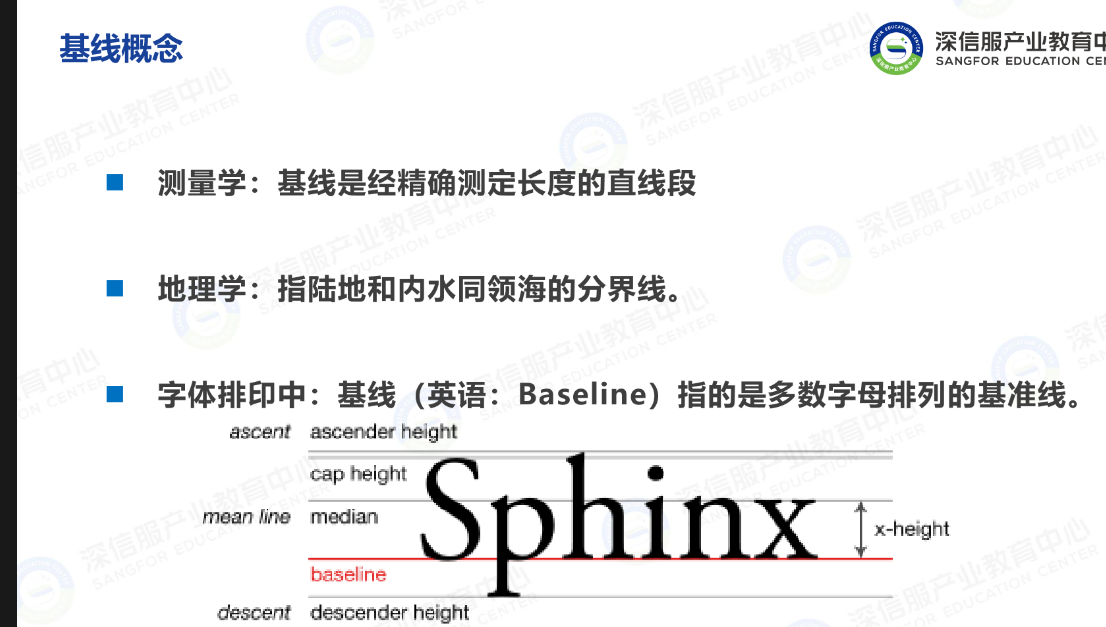 基线概念
深信服产业教育中
SANGFOR EDUCATION CEN
测量学：基线是经精确测定长度的直线段
地理学：指陆地和内水同领海的分界线。
字体排印中：基线（英语：Baseline）指的是多数字母排列的基准线。
ascent ascender height
cap height
Sphinx
mean line median
x-height
baseline
descent descender height